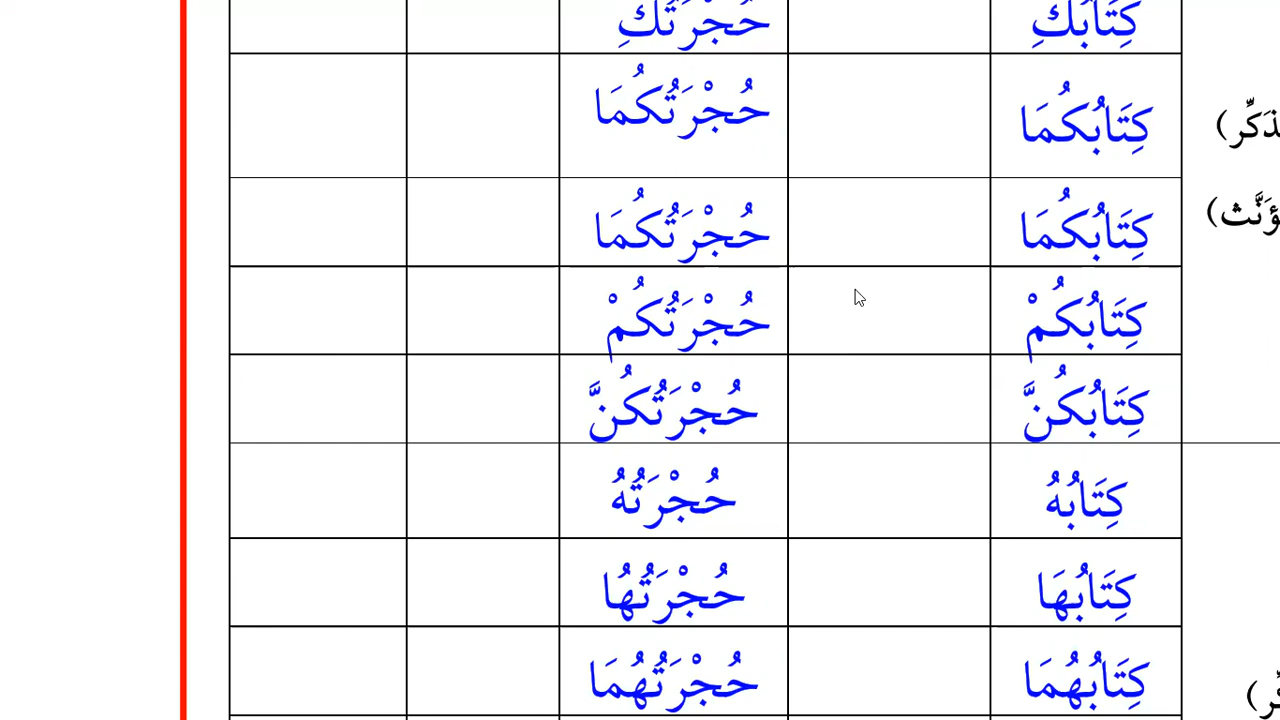 كِتَابُكِ حُجْرَتُكِ
كِتَابُكُمَا حُجْرَتُكُمَا
كِتَابُكُمَا حُجْرَتُكُمَا
كِتَابُكُمْ حُجْرَتُكُمْ
كِتَابُكُنَّ حُجْرَتُكُنَّ
كِتَابُهُ حُجْرَتُهُ
كِتَابُهَا حُجْرَتُهُا
كِتَابُهُمَا حُجْرَتُهُمَا